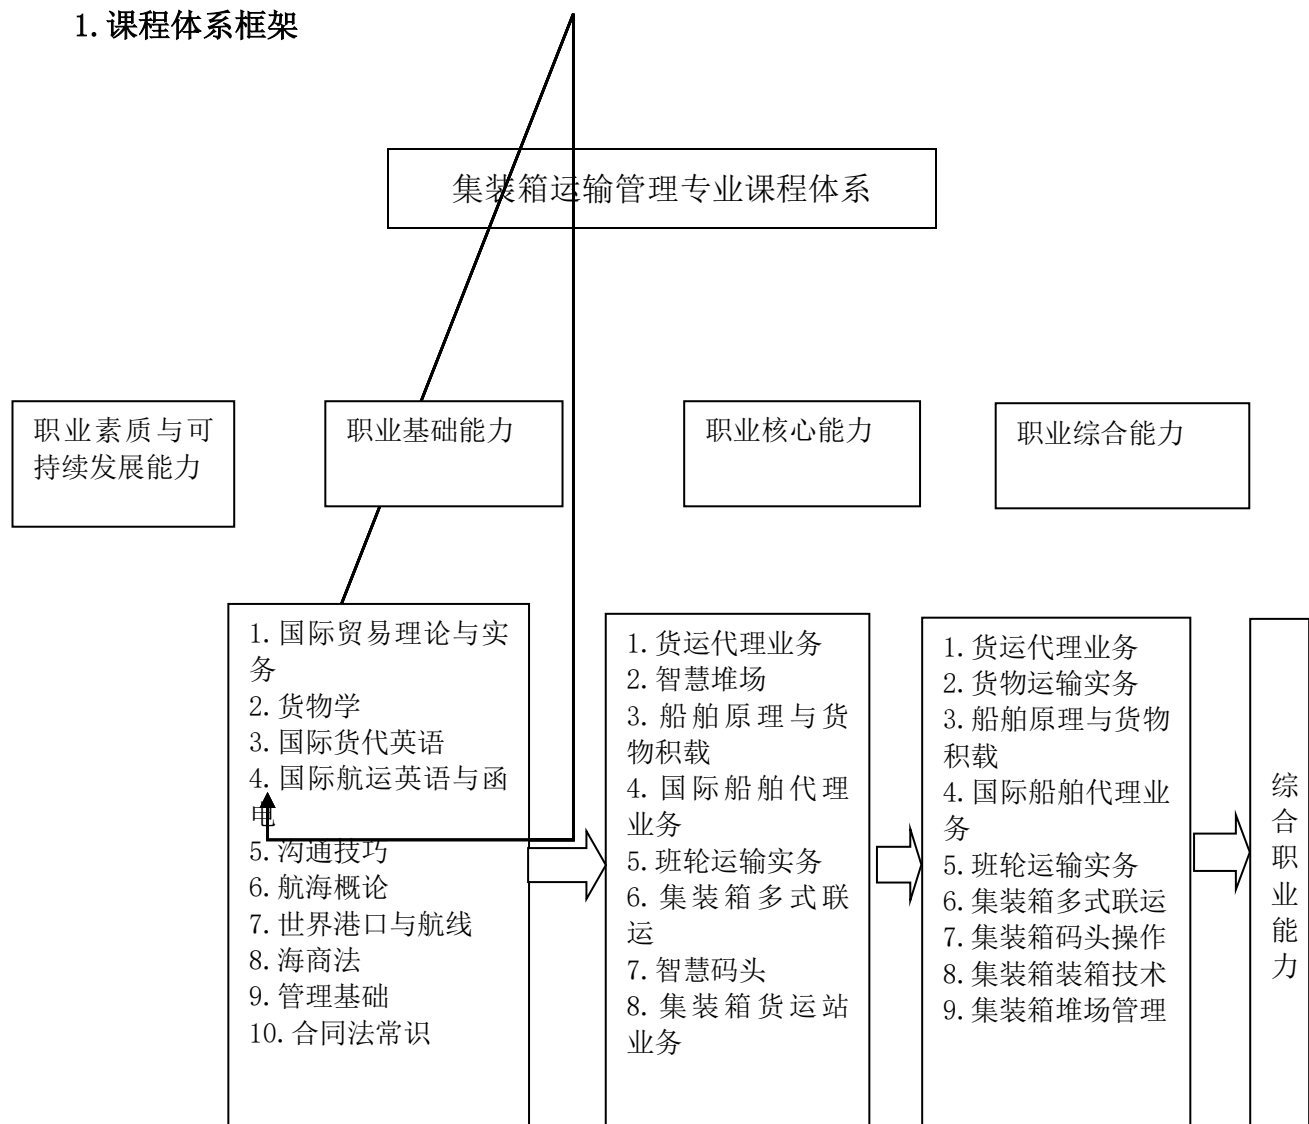 1.课程体系框架
集装箱运输管理专业课程体系
职业素质与可
持续发展能力
职业基础能力
职业核心能力
职业综合能力
1.国际贸易理论与实
务
2.货物学
3.国际货代英语
4.国际航运英语与函
电
5.沟通技巧
6.航海概论
7.世界港口与航线
8.海商法
9.管理基础
10.合同法常识
1.货运代理业务
2.智慧堆场
3.船舶原理与货
物积载
4.国际船舶代理
业务
5.班轮运输实务
6.集装箱多式联
运
7.智慧码头
8.集装箱货运站
业务
1.货运代理业务
2.货物运输实务
3.船舶原理与货物
积载
4.国际船舶代理业
务
5.班轮运输实务
6.集装箱多式联运
7.集装箱码头操作
8.集装箱装箱技术
9.集装箱堆场管理
综
合
职
业
能
力